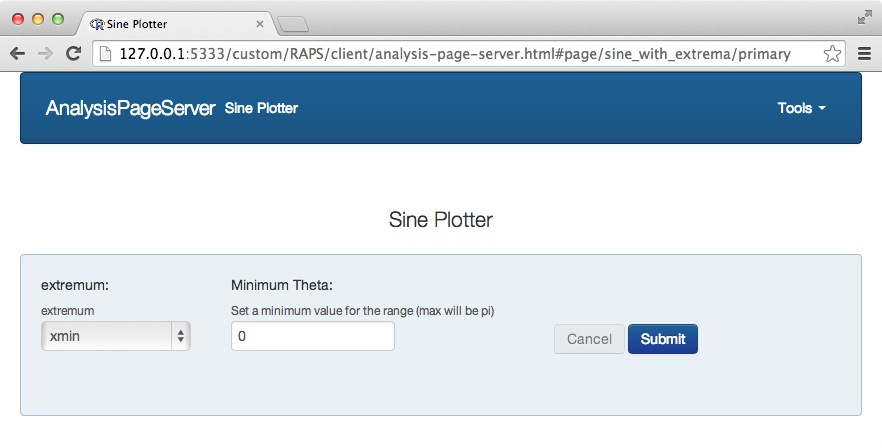 Sine Plotter
127.0.0.1:5333/custom/RAPS/client/analysis-page-server.html#page/sine_with_extrema/primary
AnalysisPageServer Sine Plotter Tools
Sine Plotter
extremum: Minimum Theta:
extremum Set a minimum value for the range (max will be pi)
xmin 0 Cancel Submit